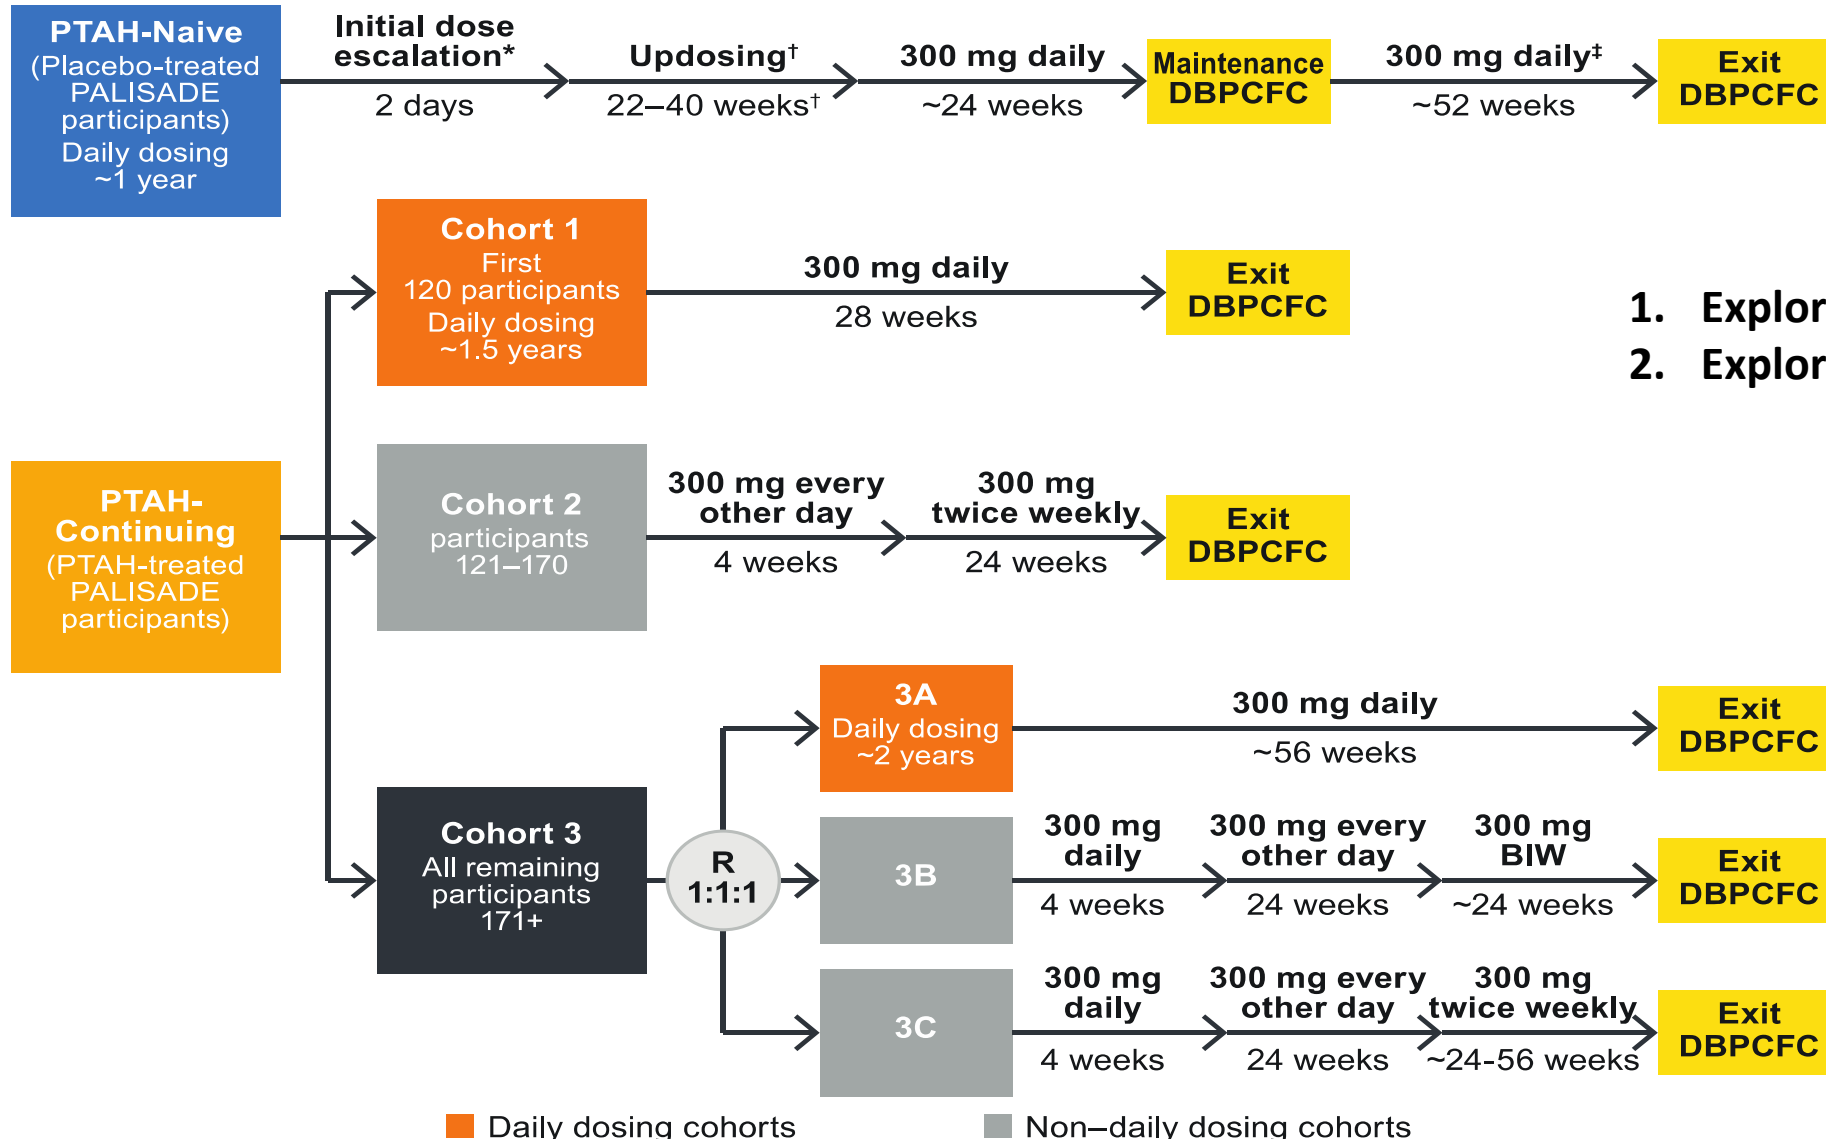 PTAH-Naive
(Placebo-treated
PALISADE
participants)
Daily dosing
~1 year
Initial dose
escalation*
2 days
Updosing†
22–40 weeks†
300 mg daily
~24 weeks
Maintenance
DBPCFC
300 mg daily‡
~52 weeks
Exit
DBPCFC
Cohort 1
First
120 participants
Daily dosing
~1.5 years
300 mg daily
28 weeks
Exit
DBPCFC
1. Explor
2. Explor
PTAH-
Continuing
(PTAH-treated
PALISADE
participants)
Cohort 2
participants
121–170
300 mg every
other day
4 weeks
300 mg
twice weekly
24 weeks
Exit
DBPCFC
Cohort 3
All remaining
participants
171+
R
1:1:1
3A
Daily dosing
~2 years
300 mg daily
~56 weeks
Exit
DBPCFC
3B
300 mg
daily
4 weeks
300 mg every
other day
24 weeks
300 mg
BIW
~24 weeks
Exit
DBPCFC
3C
300 mg
daily
4 weeks
300 mg every
other day
24 weeks
300 mg
twice weekly
~24-56 weeks
Exit
DBPCFC
Daily dosing cohorts
Non–daily dosing cohorts